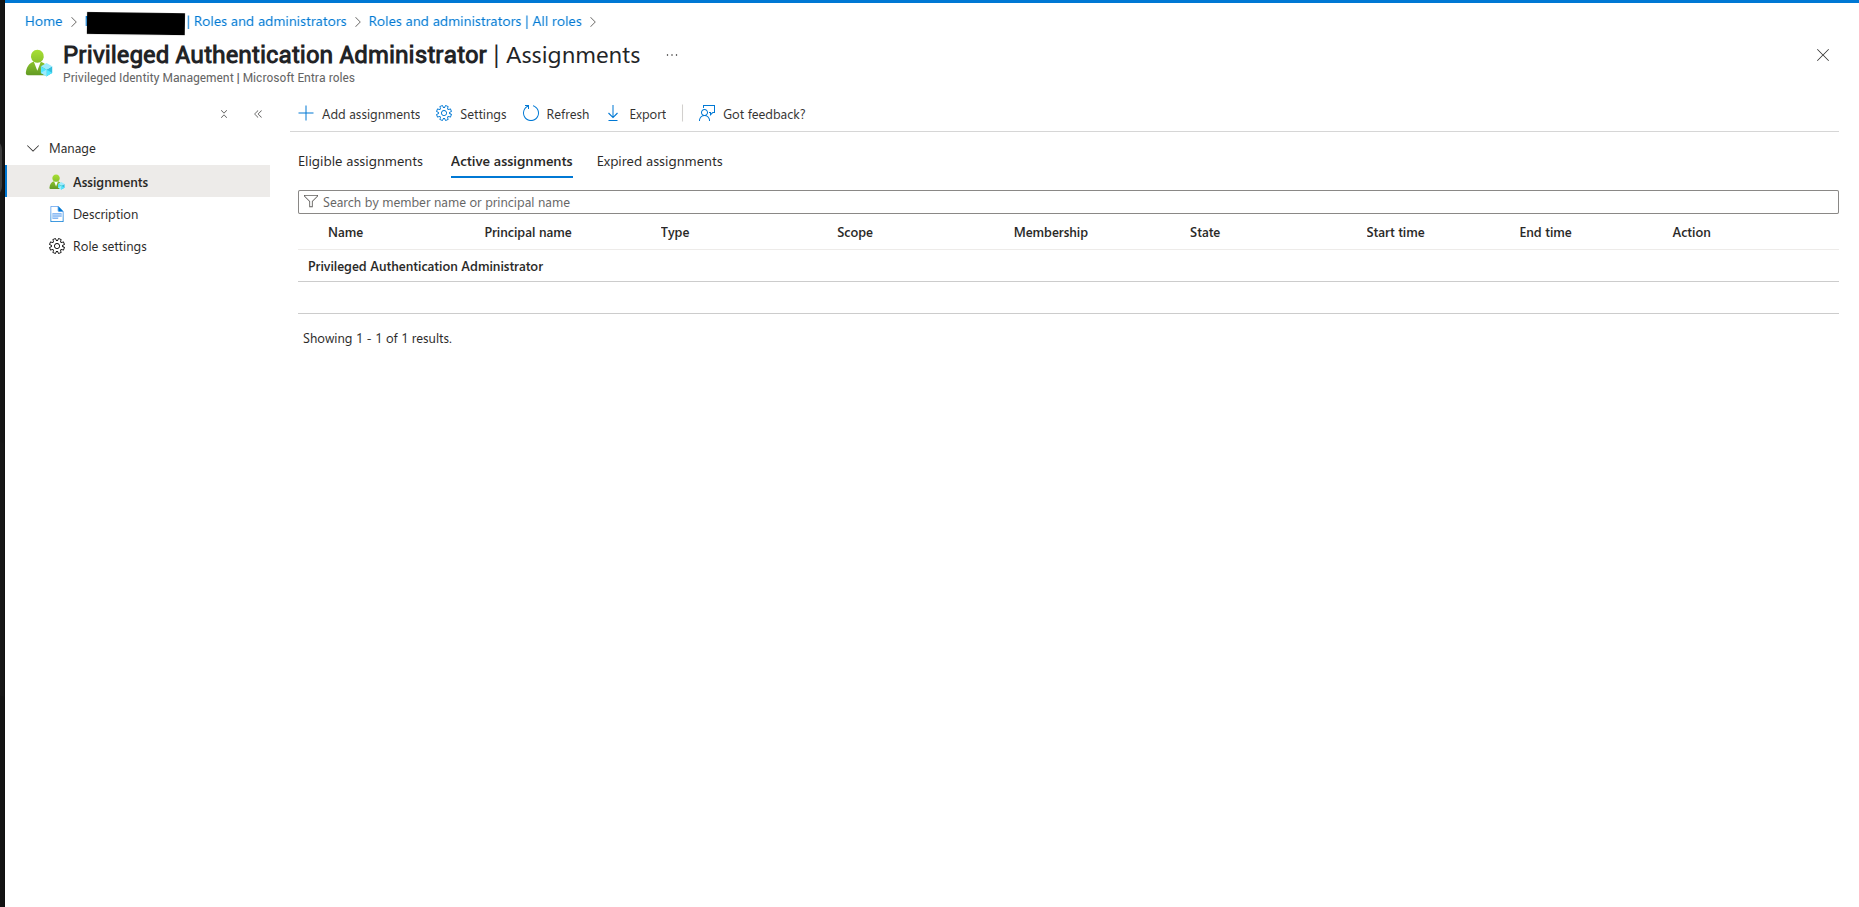 Home > | Roles and administrators > Roles and administrators | All roles >
Privileged Authentication Administrator | Assignments ...
Privileged Identity Management | Microsoft Entra roles
Add assignments Settings Refresh Export Got feedback?
Manage
Assignments
Description
Role settings
Eligible assignments Active assignments Expired assignments
Search by member name or principal name
Name Principal name Type Scope Membership State Start time End time Action
Privileged Authentication Administrator
Showing 1 - 1 of 1 results.